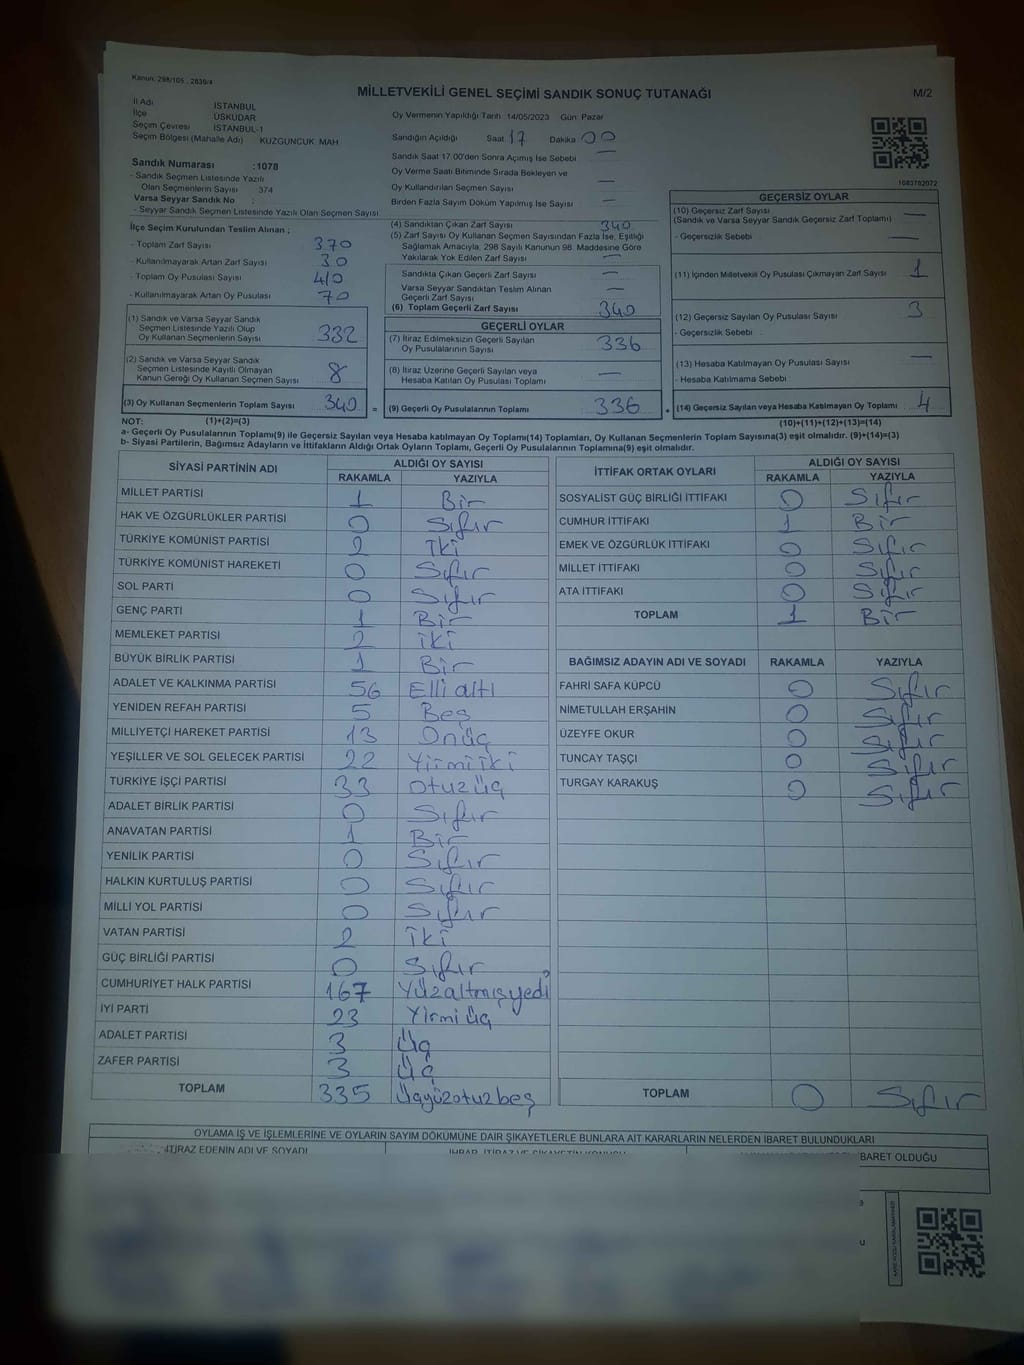 Kanun: 298/105 , 2839/4
MİLLETVEKİLİ GENEL SEÇİMİ SANDIK SONUÇ TUTANAĞI
M/2
İl Adı İSTANBUL
İlçe ÜSKÜDAR
Seçim Çevresi İSTANBUL-1
Seçim Bölgesi (Mahalle Adı) KUZGUNCUK MAH
Oy Vermenin Yapıldığı Tarih 14/05/2023 Gün: Pazar
Sandığın Açıldığı Saat 17 Dakika 00
Sandık Saat 17.00'den Sonra Açılmış İse Sebebi —
Oy Verme Saati Bitiminde Sırada Bekleyen ve
Oy Kullandırılan Seçmen Sayısı —
Birden Fazla Sayım Döküm Yapılmış İse Sayısı —
1083782072
Sandık Numarası :1078
- Sandık Seçmen Listesinde Yazılı
Olan Seçmenlerin Sayısı 374
Varsa Seyyar Sandık No :
- Seyyar Sandık Seçmen Listesinde Yazılı Olan Seçmen Sayısı
İlçe Seçim Kurulundan Teslim Alınan ;
- Toplam Zarf Sayısı 370
- Kullanılmayarak Artan Zarf Sayısı 30
- Toplam Oy Pusulası Sayısı 410
- Kullanılmayarak Artan Oy Pusulası 70
(1) Sandık ve Varsa Seyyar Sandık
Seçmen Listesinde Yazılı Olup
Oy Kullanan Seçmenlerin Sayısı 332
(2) Sandık ve Varsa Seyyar Sandık
Seçmen Listesinde Kayıtlı Olmayan
Kanun Gereği Oy Kullanan Seçmen Sayısı 8
(3) Oy Kullanan Seçmenlerin Toplam Sayısı 340 =
(4) Sandıktan Çıkan Zarf Sayısı 340
(5) Zarf Sayısı Oy Kullanan Seçmen Sayısından Fazla İse, Eşitliği
Sağlamak Amacıyla, 298 Sayılı Kanunun 98. Maddesine Göre
Yakılarak Yok Edilen Zarf Sayısı —
Sandıkta Çıkan Geçerli Zarf Sayısı —
Varsa Seyyar Sandıktan Teslim Alınan
Geçerli Zarf Sayısı —
(6) Toplam Geçerli Zarf Sayısı 340
GEÇERLİ OYLAR
(7) İtiraz Edilmeksizin Geçerli Sayılan
Oy Pusulalarının Sayısı 336
(8) İtiraz Üzerine Geçerli Sayılan veya
Hesaba Katılan Oy Pusulası Toplamı —
(9) Geçerli Oy Pusulalarının Toplamı 336 +
GEÇERSİZ OYLAR
(10) Geçersiz Zarf Sayısı —
(Sandık ve Varsa Seyyar Sandık Geçersiz Zarf Toplamı)
- Geçersizlik Sebebi —
(11) İçinden Milletvekili Oy Pusulası Çıkmayan Zarf Sayısı 1
(12) Geçersiz Sayılan Oy Pusulası Sayısı 3
- Geçersizlik Sebebi
(13) Hesaba Katılmayan Oy Pusulası Sayısı —
- Hesaba Katılmama Sebebi
(14) Geçersiz Sayılan veya Hesaba Katılmayan Oy Toplamı 4
NOT: (1)+(2)=(3)
(10)+(11)+(12)+(13)=(14)
a- Geçerli Oy Pusulalarının Toplamı(9) ile Geçersiz Sayılan veya Hesaba katılmayan Oy Toplamı(14) Toplamları, Oy Kullanan Seçmenlerin Toplam Sayısına(3) eşit olmalıdır. (9)+(14)=(3)
b- Siyasi Partilerin, Bağımsız Adayların ve İttifakların Aldığı Ortak Oyların Toplamı, Geçerli Oy Pusulalarının Toplamına(9) eşit olmalıdır.
SİYASİ PARTİNİN ADI ALDIĞI OY SAYISI
RAKAMLA YAZIYLA
MİLLET PARTİSİ 1 Bir
HAK VE ÖZGÜRLÜKLER PARTİSİ 0 Sıfır
TÜRKİYE KOMÜNİST PARTİSİ 2 İki
TÜRKİYE KOMÜNİST HAREKETİ 0 Sıfır
SOL PARTİ 0 Sıfır
GENÇ PARTİ 1 Bir
MEMLEKET PARTİSİ 2 iki
BÜYÜK BİRLİK PARTİSİ 1 Bir
ADALET VE KALKINMA PARTİSİ 56 Elli altı
YENİDEN REFAH PARTİSİ 5 Beş
MİLLİYETÇİ HAREKET PARTİSİ 13 Onüç
YEŞİLLER VE SOL GELECEK PARTİSİ 22 Yirmi iki
TÜRKİYE İŞÇİ PARTİSİ 33 Otuz üç
ADALET BİRLİK PARTİSİ 0 Sıfır
ANAVATAN PARTİSİ 1 Bir
YENİLİK PARTİSİ 0 Sıfır
HALKIN KURTULUŞ PARTİSİ 0 Sıfır
MİLLİ YOL PARTİSİ 0 Sıfır
VATAN PARTİSİ 2 İki
GÜÇ BİRLİĞİ PARTİSİ 0 Sıfır
CUMHURİYET HALK PARTİSİ 167 Yüzaltmışyedi
İYİ PARTİ 23 Yirmi üç
ADALET PARTİSİ 3 Üç
ZAFER PARTİSİ 3 Üç
TOPLAM 335 Üçyüzotuzbeş
İTTİFAK ORTAK OYLARI ALDIĞI OY SAYISI
RAKAMLA YAZIYLA
SOSYALİST GÜÇ BİRLİĞİ İTTİFAKI 0 Sıfır
CUMHUR İTTİFAKI 1 Bir
EMEK VE ÖZGÜRLÜK İTTİFAKI 0 Sıfır
MİLLET İTTİFAKI 0 Sıfır
ATA İTTİFAKI 0 Sıfır
TOPLAM 1 Bir
BAĞIMSIZ ADAYIN ADI VE SOYADI RAKAMLA YAZIYLA
FAHRİ SAFA KÜPCÜ 0 Sıfır
NİMETULLAH ERŞAHİN 0 Sıfır
ÜZEYFE OKUR 0 Sıfır
TUNCAY TAŞÇI 0 Sıfır
TURGAY KARAKUŞ 0 Sıfır
TOPLAM 0 Sıfır
OYLAMA İŞ VE İŞLEMLERİNE VE OYLARIN SAYIM DÖKÜMÜNE DAİR ŞİKAYETLERLE BUNLARA AİT KARARLARIN NELERDEN İBARET BULUNDUKLARI
İTİRAZ EDENİN ADI VE SOYADI
BARET OLDUĞU